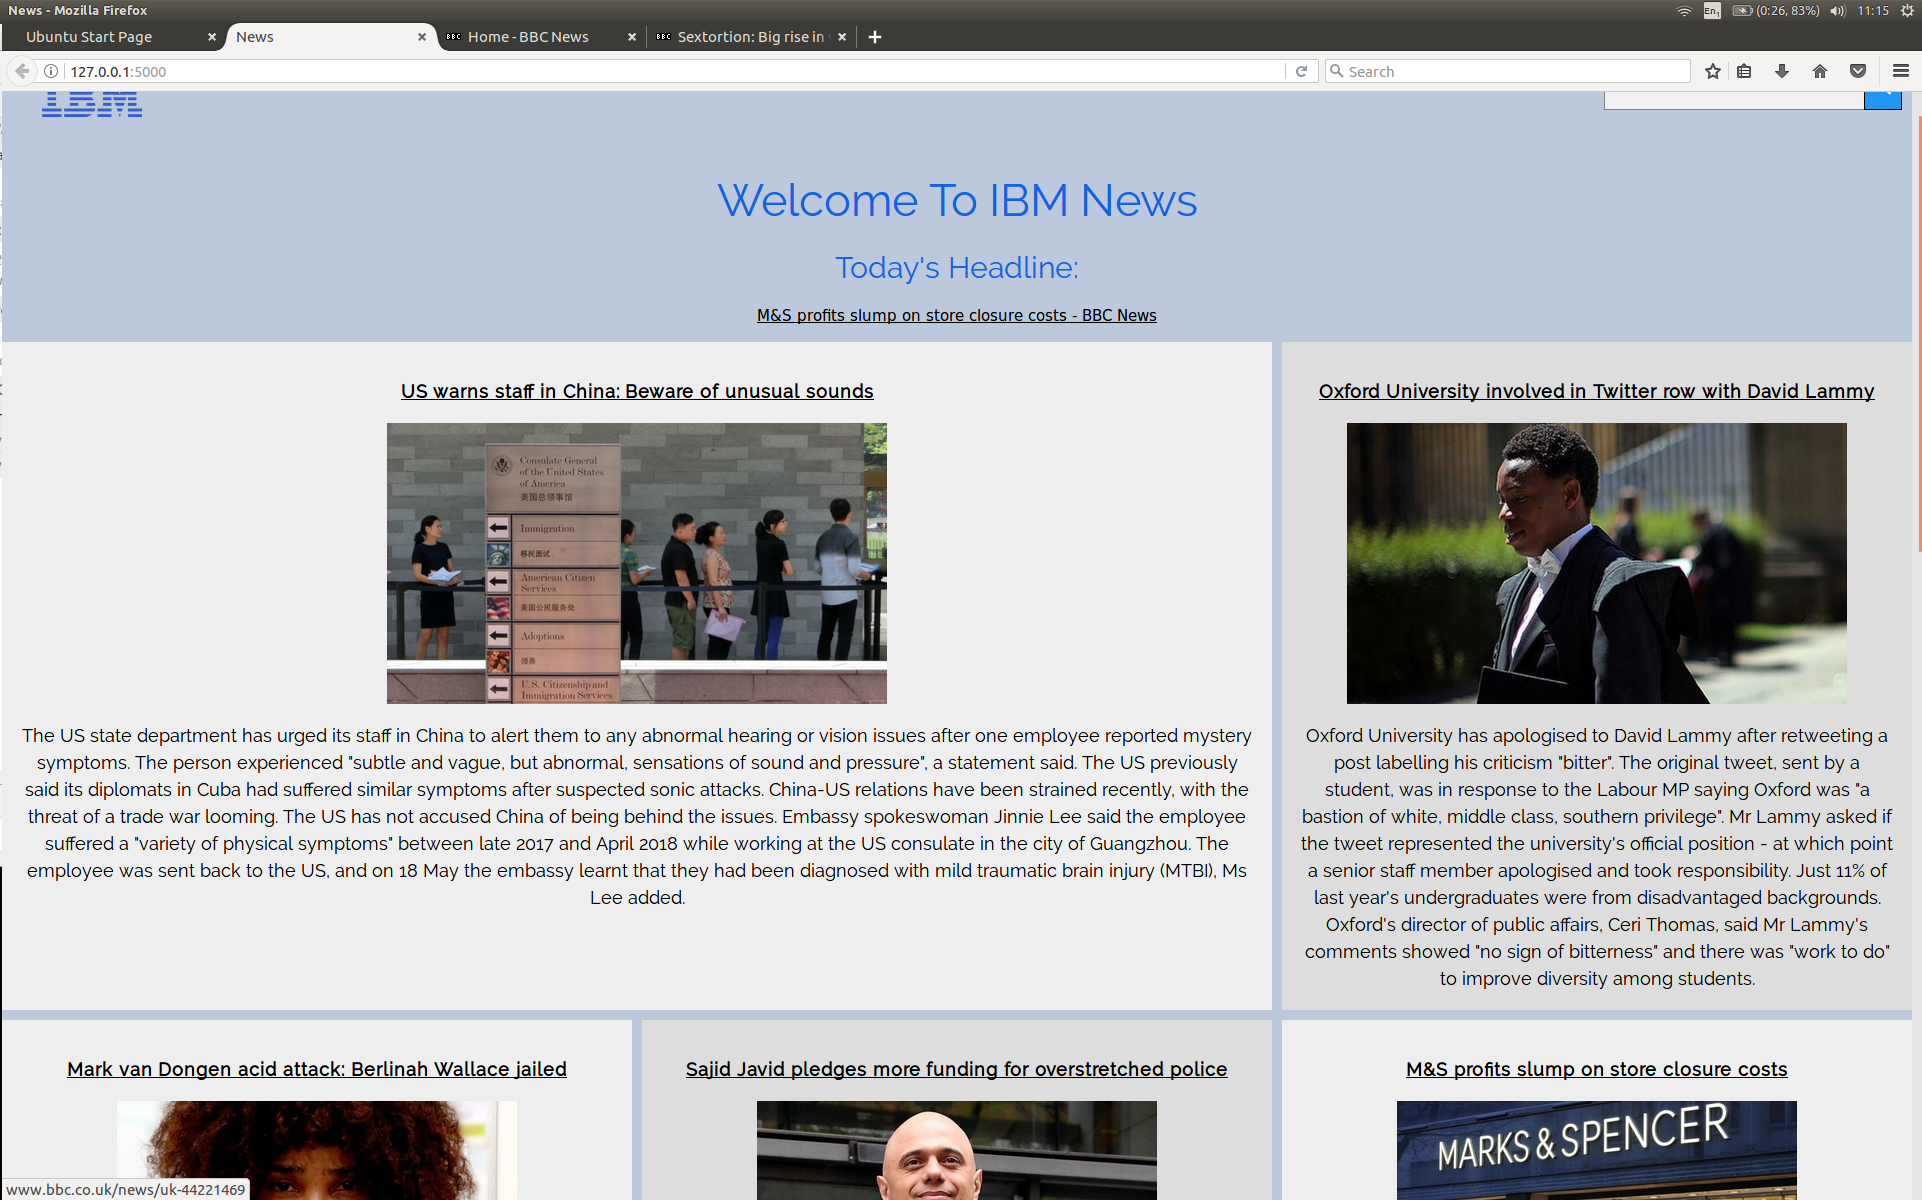 News - Mozilla Firefox
En1
(0:26, 83%)
11:15
Ubuntu Start Page
News
BBC
Home - BBC News
BBC
Sextortion: Big rise in
127.0.0.1:5000
Search
IBM
Welcome To IBM News
Today's Headline:
M&S profits slump on store closure costs - BBC News
US warns staff in China: Beware of unusual sounds
Consulate General
of the United States
of America
美国总领事馆
Immigration
移民面试
American Citizen
Services
美国公民服务处
Adoptions
领养
U.S. Citizenship and
Immigration Services
The US state department has urged its staff in China to alert them to any abnormal hearing or vision issues after one employee reported mystery
symptoms. The person experienced "subtle and vague, but abnormal, sensations of sound and pressure", a statement said. The US previously
said its diplomats in Cuba had suffered similar symptoms after suspected sonic attacks. China-US relations have been strained recently, with the
threat of a trade war looming. The US has not accused China of being behind the issues. Embassy spokeswoman Jinnie Lee said the employee
suffered a "variety of physical symptoms" between late 2017 and April 2018 while working at the US consulate in the city of Guangzhou. The
employee was sent back to the US, and on 18 May the embassy learnt that they had been diagnosed with mild traumatic brain injury (MTBI), Ms
Lee added.
Oxford University involved in Twitter row with David Lammy
Oxford University has apologised to David Lammy after retweeting a
post labelling his criticism "bitter". The original tweet, sent by a
student, was in response to the Labour MP saying Oxford was "a
bastion of white, middle class, southern privilege". Mr Lammy asked if
the tweet represented the university's official position - at which point
a senior staff member apologised and took responsibility. Just 11% of
last year's undergraduates were from disadvantaged backgrounds.
Oxford's director of public affairs, Ceri Thomas, said Mr Lammy's
comments showed "no sign of bitterness" and there was "work to do"
to improve diversity among students.
Mark van Dongen acid attack: Berlinah Wallace jailed
Sajid Javid pledges more funding for overstretched police
M&S profits slump on store closure costs
MARKS & SPENCER
www.bbc.co.uk/news/uk-44221469